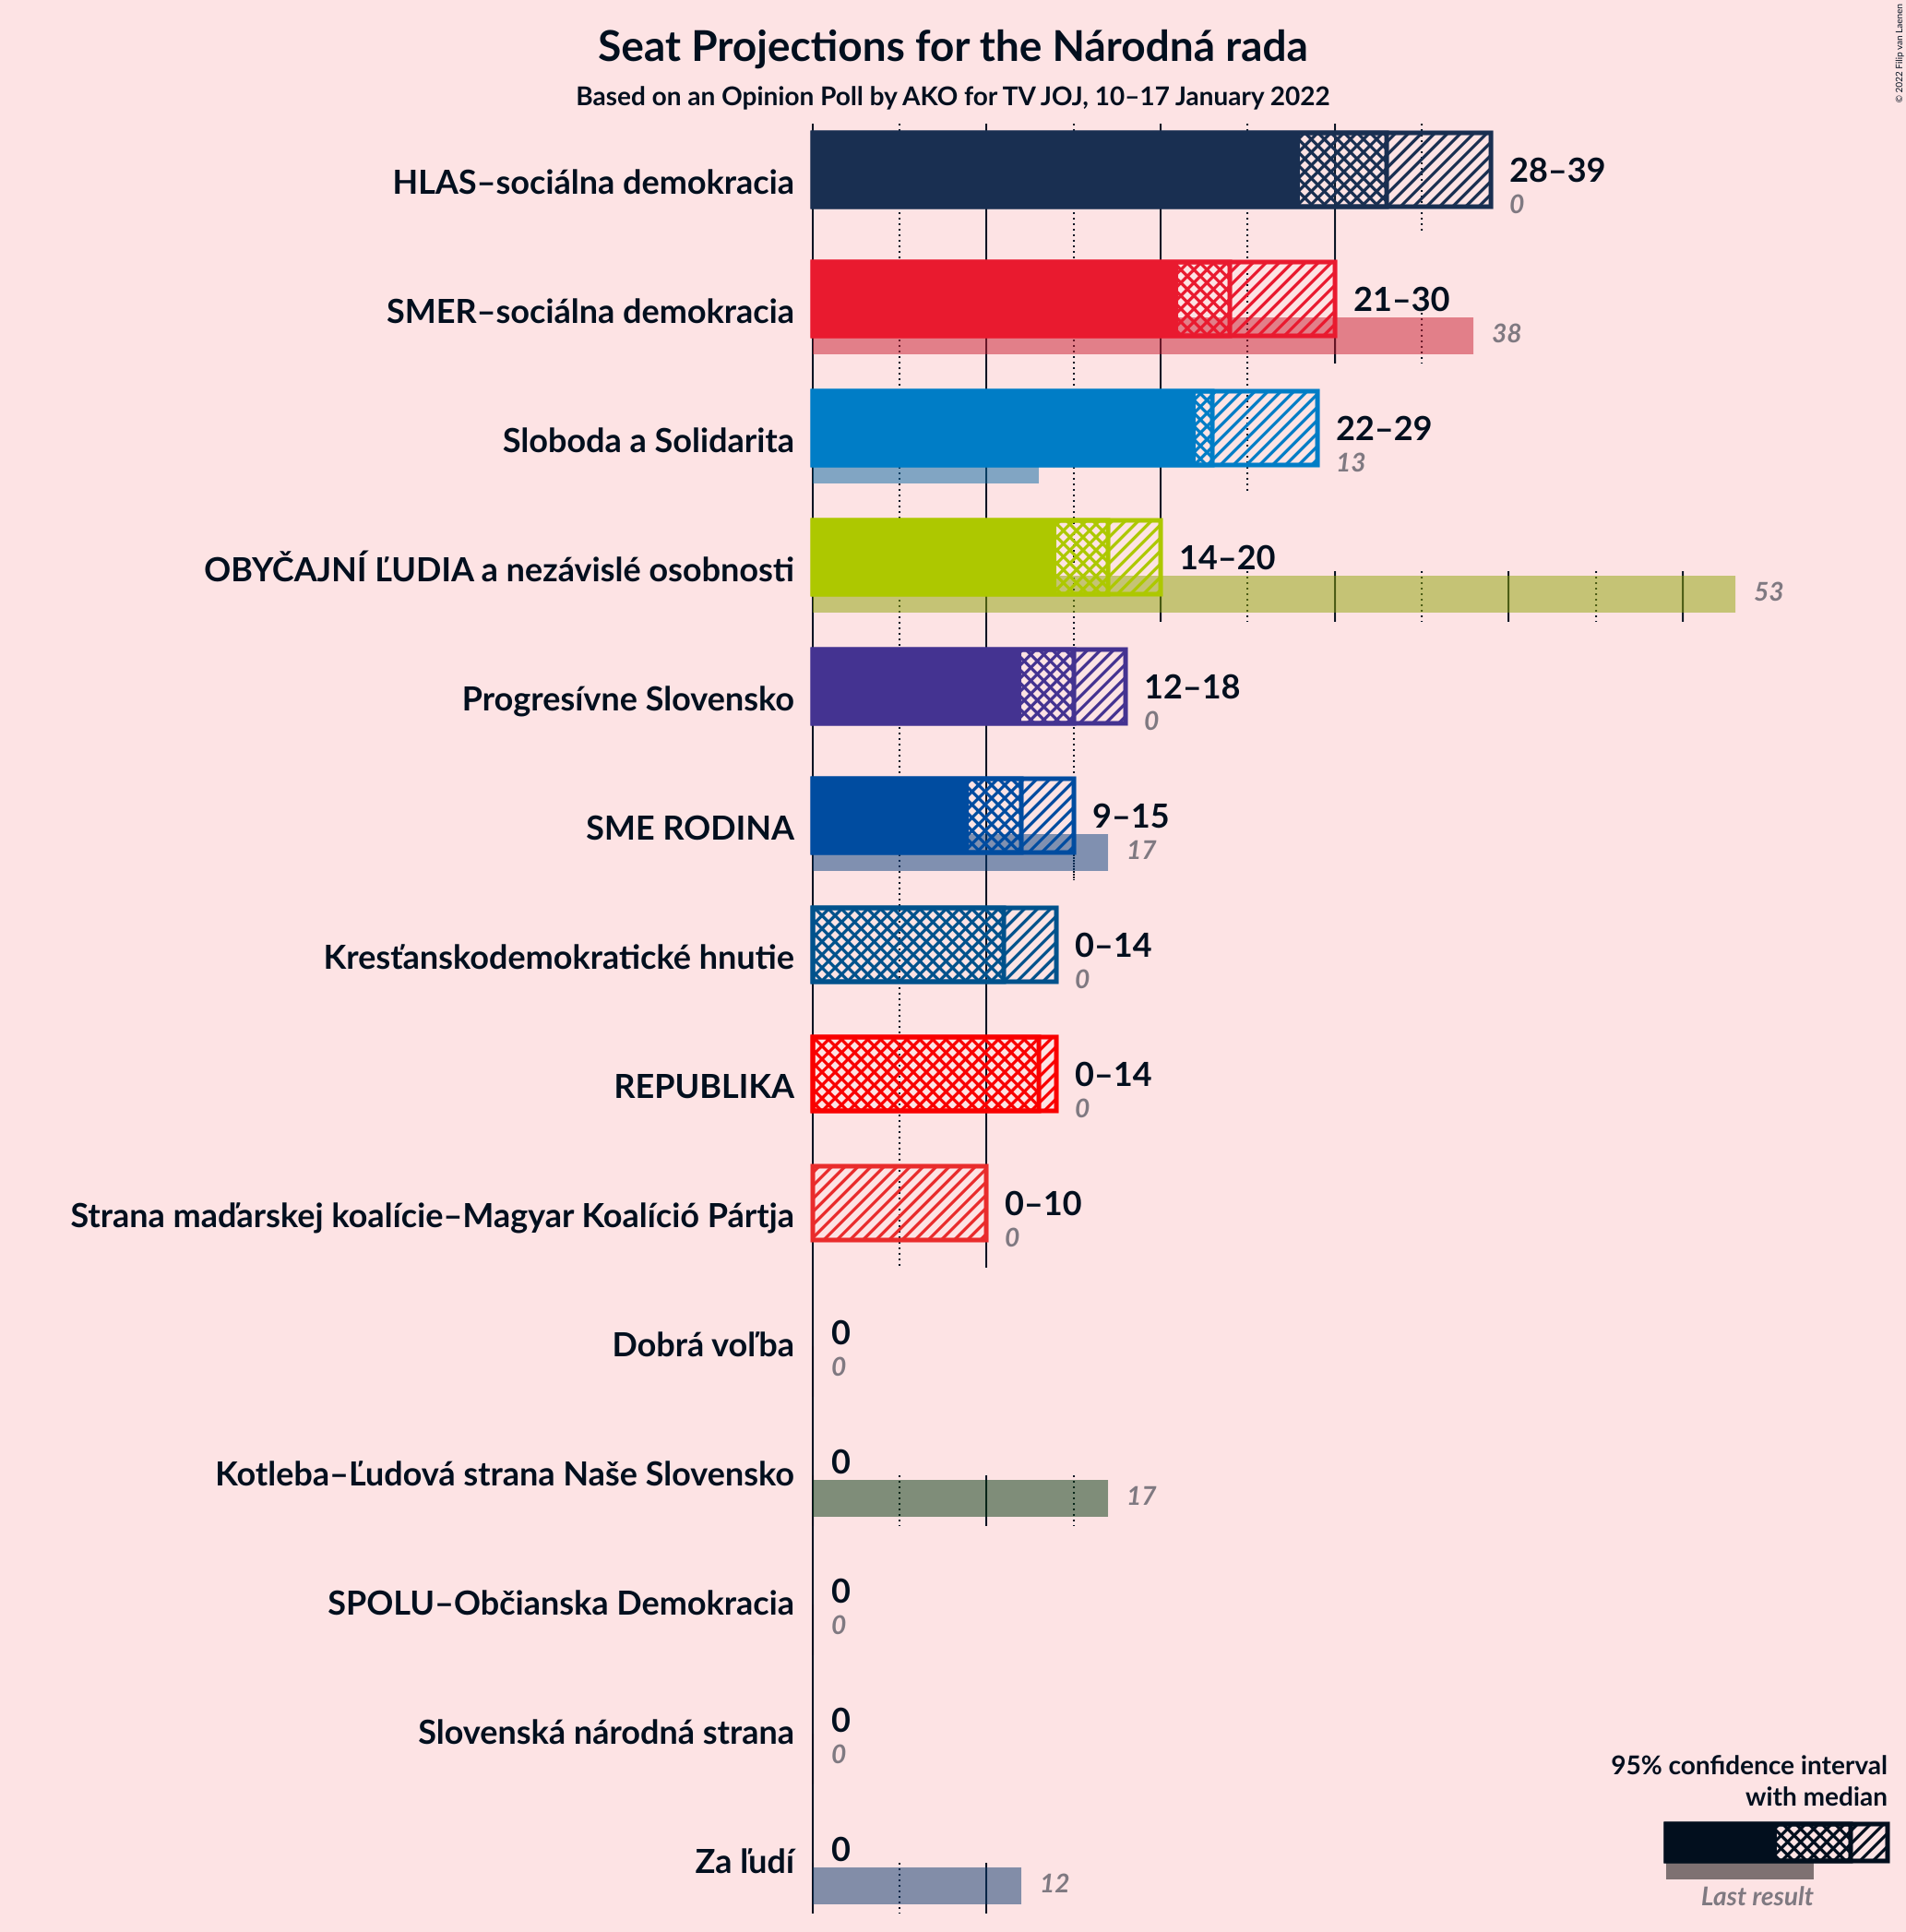 Seat Projections for the Národná rada
Based on an Opinion Poll by AKO for TV JOJ, 10–17 January 2022
© 2022 Filip van Laenen
HLAS–sociálna demokracia
28–39
0
SMER–sociálna demokracia
21–30
38
Sloboda a Solidarita
22–29
13
OBYČAJNÍ ĽUDIA a nezávislé osobnosti
14–20
53
Progresívne Slovensko
12–18
0
SME RODINA
9–15
17
Kresťanskodemokratické hnutie
0–14
0
REPUBLIKA
0–14
0
Strana maďarskej koalície–Magyar Koalíció Pártja
0–10
0
Dobrá voľba
0
0
Kotleba–Ľudová strana Naše Slovensko
0
17
SPOLU–Občianska Demokracia
0
0
Slovenská národná strana
0
0
Za ľudí
0
12
95% confidence interval
with median
Last result